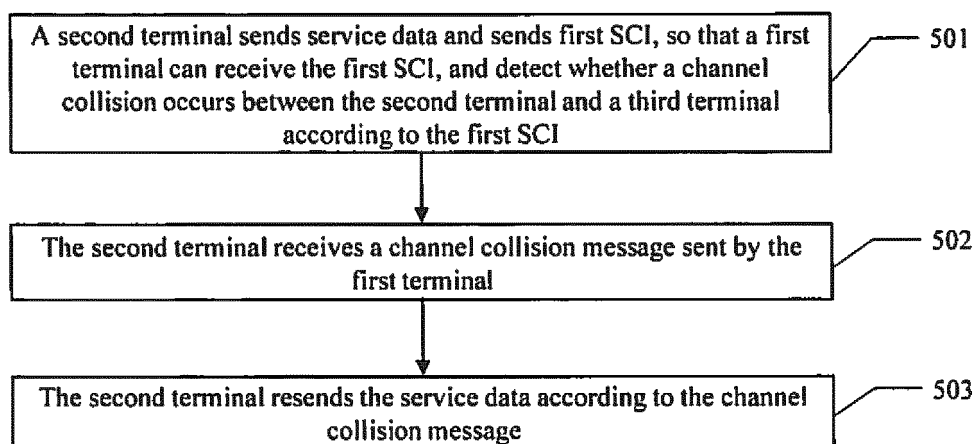 A second terminal sends service data and sends first SCI, so that a first
terminal can receive the first SCI, and detect whether a channel
collision occurs between the second terminal and a third terminal
according to the first SCI
501
The second terminal receives a channel collision message sent by the
first terminal
502
The second terminal resends the service data according to the channel
collision message
503